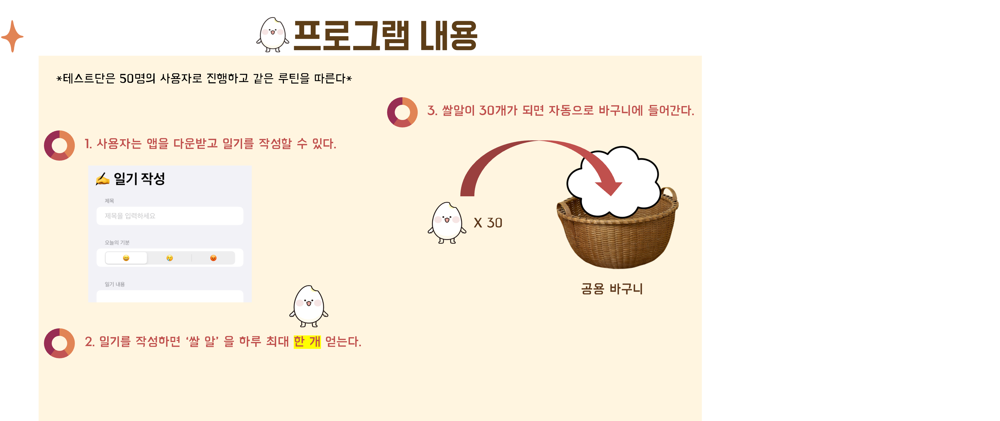 프로그램 내용
*테스트단은 50명의 사용자로 진행하고 같은 루틴을 따른다*
1. 사용자는 앱을 다운받고 일기를 작성할 수 있다.
✍️ 일기 작성
제목
제목을 입력하세요
오늘의 기분
일기 내용
2. 일기를 작성하면 ‘쌀 알’ 을 하루 최대 한 개 얻는다.
3. 쌀알이 30개가 되면 자동으로 바구니에 들어간다.
X 30
공용 바구니